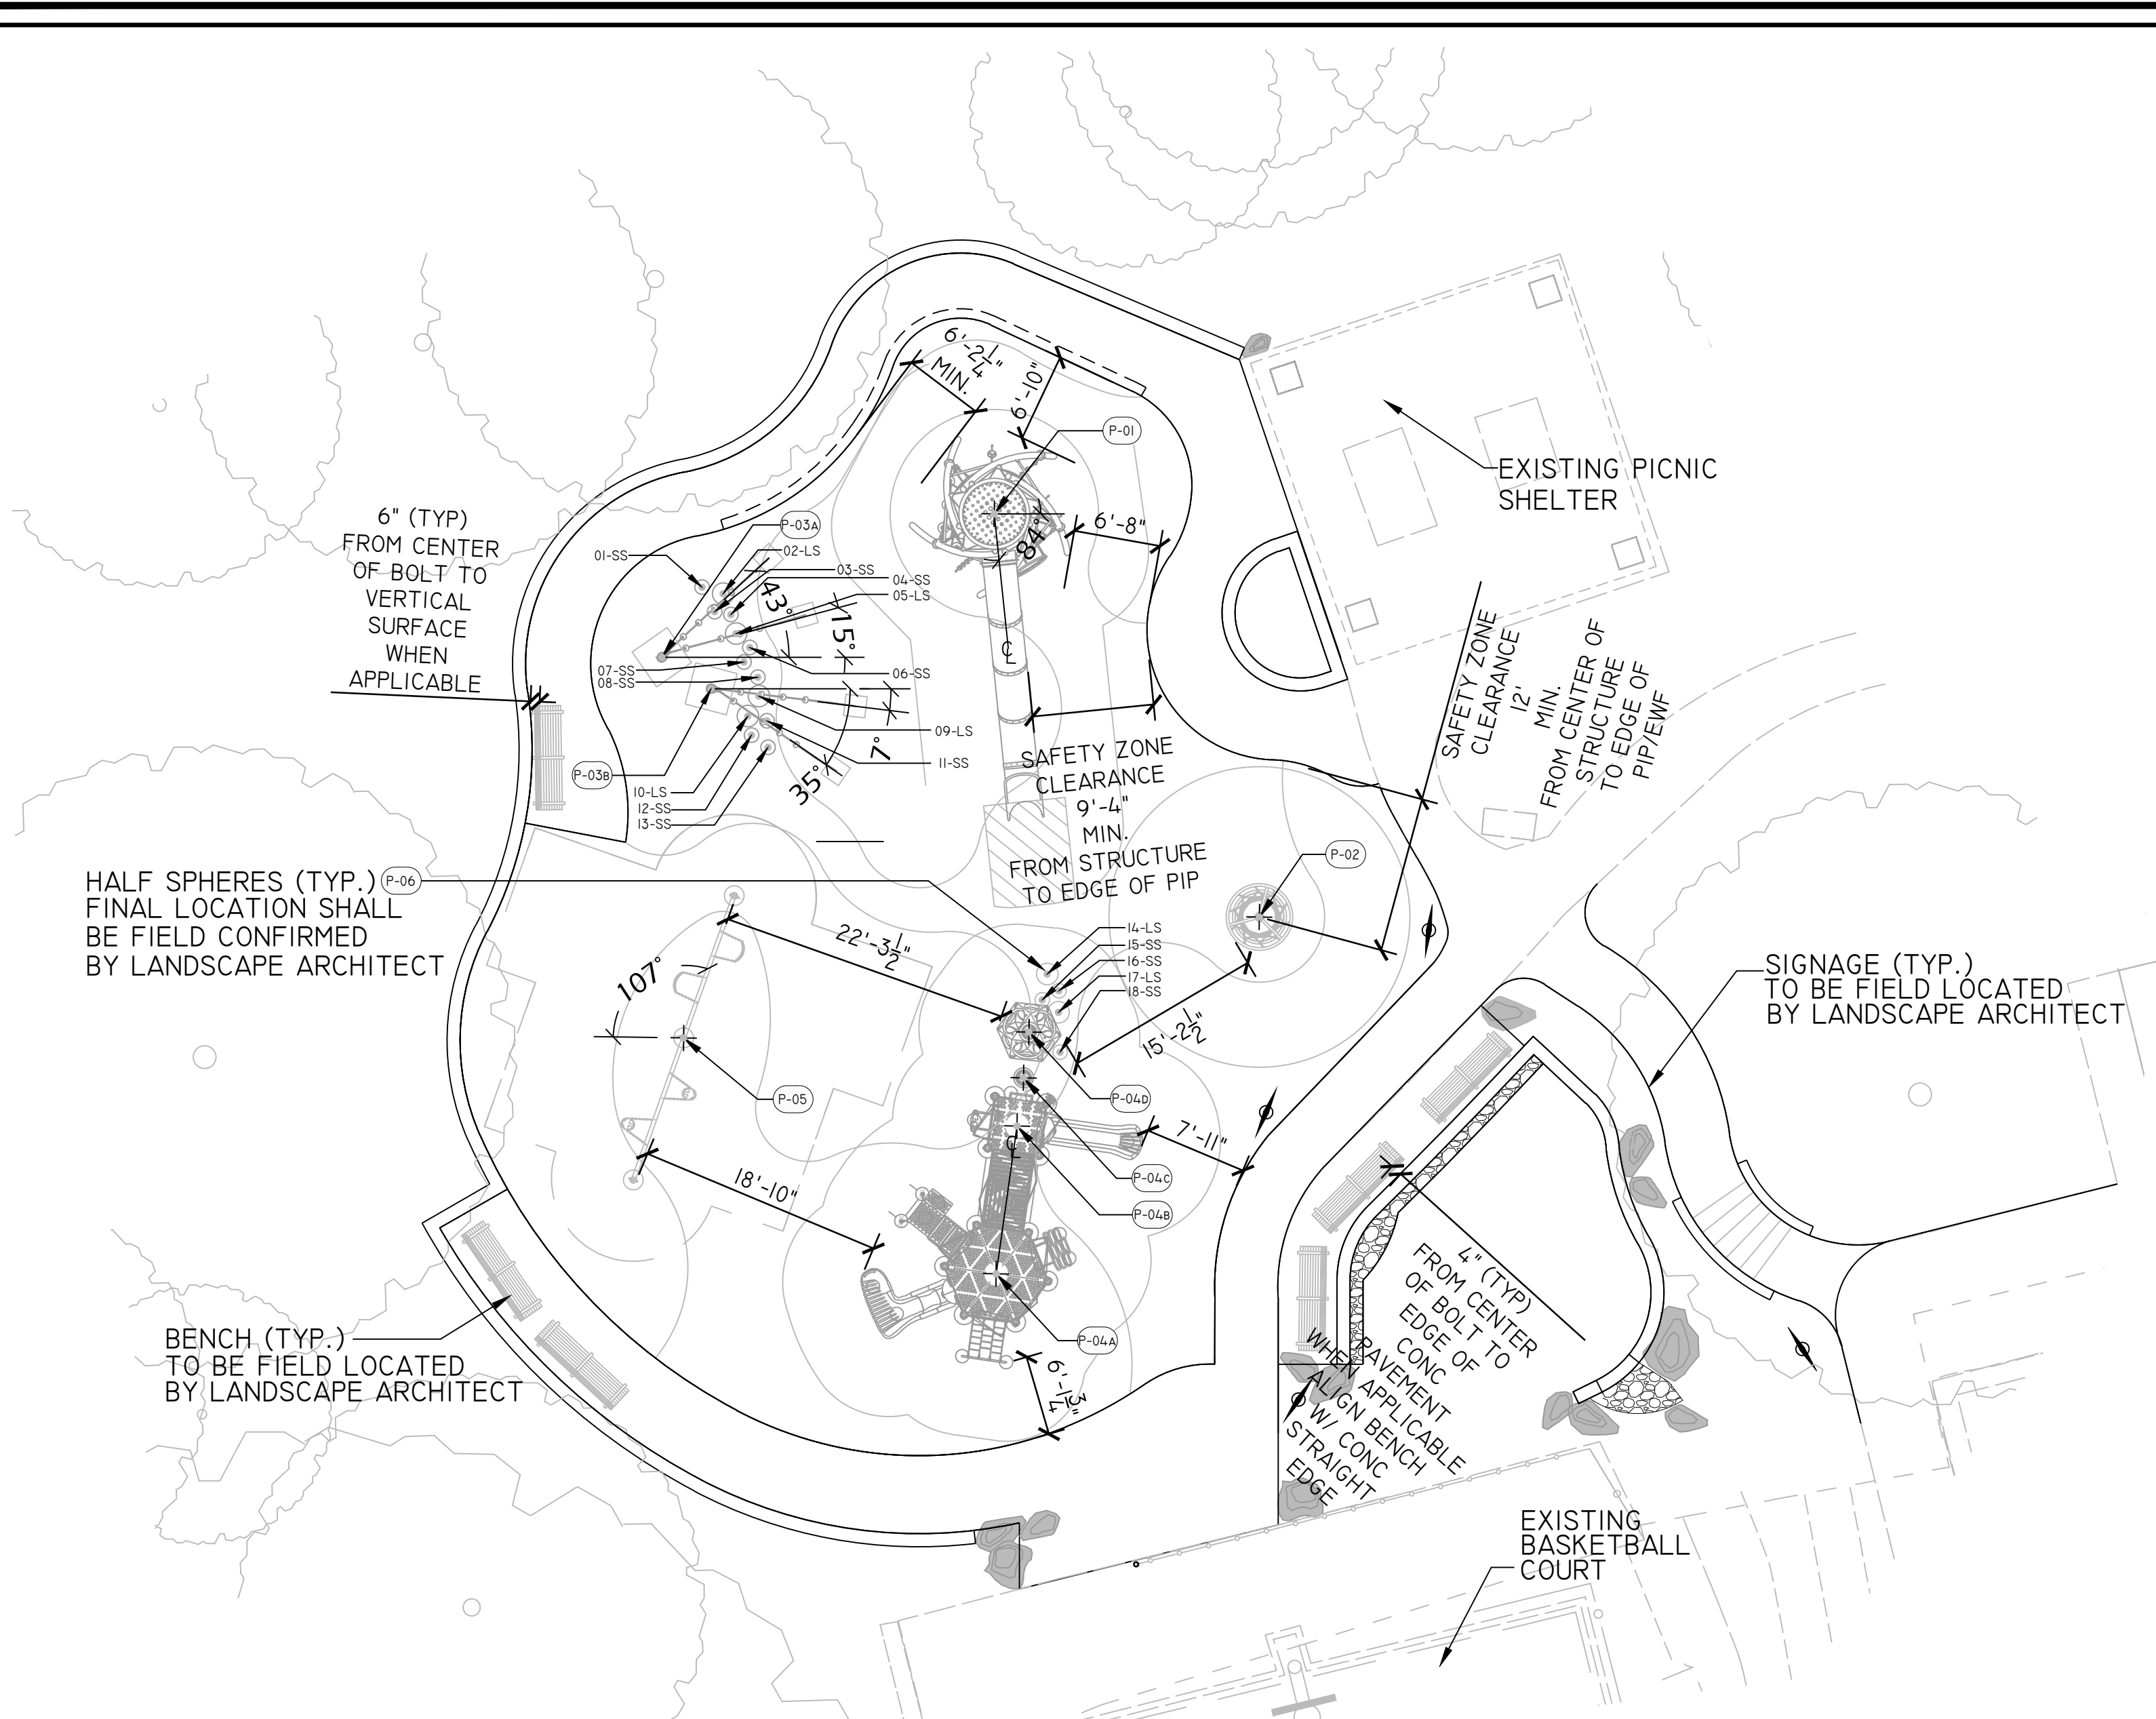 6'-2 1/4"
MIN.
6'-10"
P-01
EXISTING PICNIC
SHELTER
6" (TYP)
FROM CENTER
OF BOLT TO
VERTICAL
SURFACE
WHEN
APPLICABLE
P-03A
01-SS
02-LS
03-SS
04-SS
05-LS
43°
15°
84°
6'-8"
06-SS
07-SS
08-SS
09-LS
11-SS
7°
35°
P-03B
10-LS
12-SS
13-SS
℄
SAFETY ZONE
CLEARANCE
9'-4"
MIN.
FROM STRUCTURE
TO EDGE OF PIP
SAFETY ZONE
CLEARANCE
12'
MIN.
FROM CENTER OF
STRUCTURE
TO EDGE OF
PIP/EWF
P-02
HALF SPHERES (TYP.)
P-06
FINAL LOCATION SHALL
BE FIELD CONFIRMED
BY LANDSCAPE ARCHITECT
22'-3 1/2"
107°
14-LS
15-SS
16-SS
17-LS
18-SS
15'-2 1/2"
SIGNAGE (TYP.)
TO BE FIELD LOCATED
BY LANDSCAPE ARCHITECT
P-05
P-04D
7'-11"
℄
P-04C
P-04B
18'-10"
P-04A
6'-1 3/4"
4" (TYP)
FROM CENTER
OF BOLT TO
EDGE OF
CONC
PAVEMENT
WHEN APPLICABLE
ALIGN BENCH
W/ CONC
STRAIGHT
EDGE
BENCH (TYP.)
TO BE FIELD LOCATED
BY LANDSCAPE ARCHITECT
EXISTING
BASKETBALL
COURT